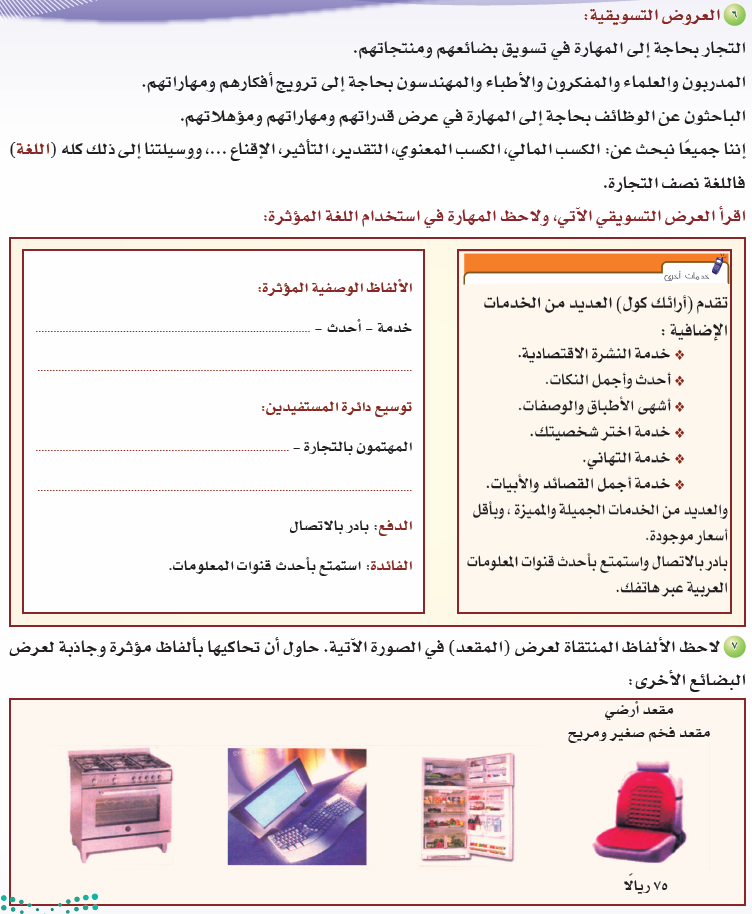 ٦ العروض التسويقية:
التجار بحاجة إلى المهارة في تسويق بضائعهم ومنتجاتهم.
المدربون والعلماء والمفكرون والأطباء والمهندسون بحاجة إلى ترويج أفكارهم ومهاراتهم.
الباحثون عن الوظائف بحاجة إلى المهارة في عرض قدراتهم ومهاراتهم ومؤهلاتهم.
إننا جميعًا نبحث عن: الكسب المالي، الكسب المعنوي، التقدير، التأثير، الإقناع ...، ووسيلتنا إلى ذلك كله (اللغة)
فاللغة نصف التجارة.
اقرأ العرض التسويقي الآتي، ولاحظ المهارة في استخدام اللغة المؤثرة:
خدمات أخرى
تقدم (أرائك كول) العديد من الخدمات
الإضافية :
❖ خدمة النشرة الاقتصادية.
❖ أحدث وأجمل النكات.
❖ أشهى الأطباق والوصفات.
❖ خدمة اختر شخصيتك.
❖ خدمة التهاني.
❖ خدمة أجمل القصائد والأبيات.
والعديد من الخدمات الجميلة والمميزة ، وبأقل
أسعار موجودة.
بادر بالاتصال واستمتع بأحدث قنوات المعلومات
العربية عبر هاتفك.
الألفاظ الوصفية المؤثرة:
خدمة - أحدث - ........................................
........................................
توسيع دائرة المستفيدين:
المهتمون بالتجارة - ........................................
........................................
الدفع: بادر بالاتصال
الفائدة: استمتع بأحدث قنوات المعلومات.
٧ لاحظ الألفاظ المنتقاة لعرض (المقعد) في الصورة الآتية. حاول أن تحاكيها بألفاظ مؤثرة وجاذبة لعرض
البضائع الأخرى:
مقعد أرضي
مقعد فخم صغير ومريح
٧٥ ريالًا